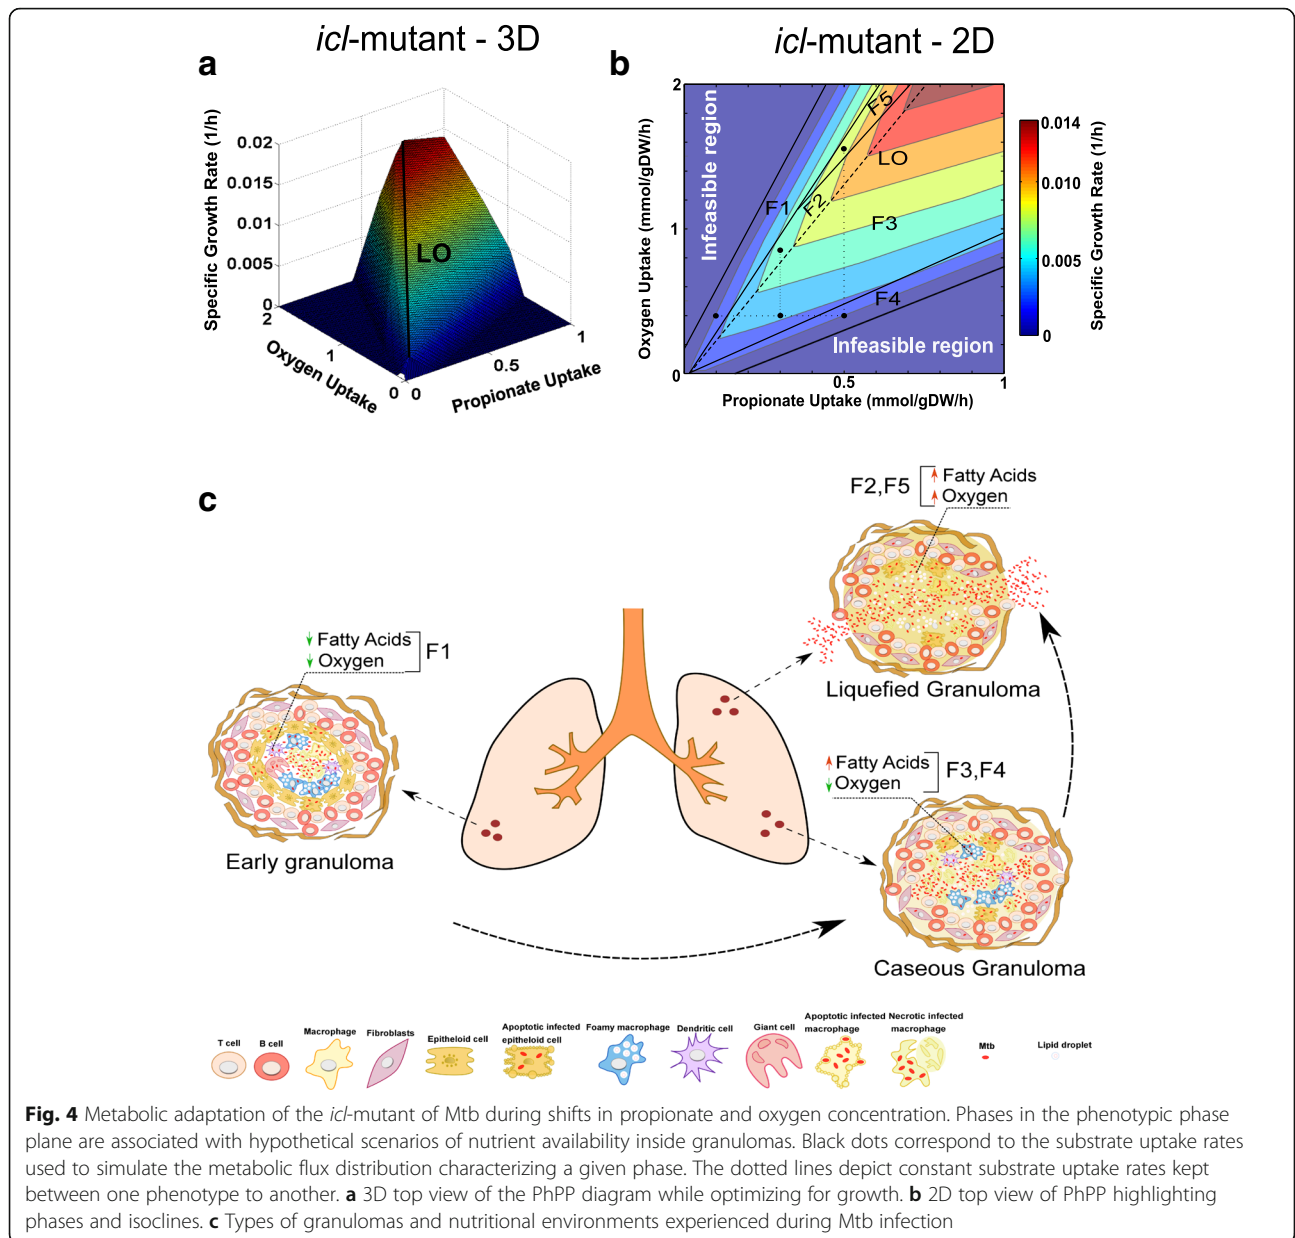 icl-mutant - 3D
icl-mutant - 2D
a
b
Specific Growth Rate (1/h)
0.02
0.015
0.01
0.005
0
2
1
0
0
0.5
1
LO
Oxygen Uptake
Propionate Uptake
Oxygen Uptake (mmol/gDW/h)
2
1
0
Infeasible region
F1
F2
F5
LO
F3
F4
Infeasible region
0.5
1
Propionate Uptake (mmol/gDW/h)
0.014
0.010
0.005
0
Specific Growth Rate (1/h)
c
F2,F5
Fatty Acids
Oxygen
Liquefied Granuloma
Fatty Acids
Oxygen
F1
Early granuloma
Fatty Acids
Oxygen
F3,F4
Caseous Granuloma
T cell
B cell
Macrophage
Fibroblasts
Epitheloid cell
Apoptotic infected
epitheloid cell
Foamy macrophage
Dendritic cell
Giant cell
Apoptotic infected
macrophage
Necrotic infected
macrophage
Mtb
Lipid droplet
Fig. 4 Metabolic adaptation of the icl-mutant of Mtb during shifts in propionate and oxygen concentration. Phases in the phenotypic phase
plane are associated with hypothetical scenarios of nutrient availability inside granulomas. Black dots correspond to the substrate uptake rates
used to simulate the metabolic flux distribution characterizing a given phase. The dotted lines depict constant substrate uptake rates kept
between one phenotype to another. a 3D top view of the PhPP diagram while optimizing for growth. b 2D top view of PhPP highlighting
phases and isoclines. c Types of granulomas and nutritional environments experienced during Mtb infection